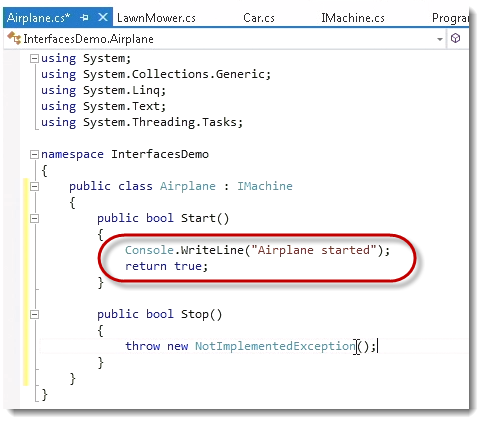 Airplane.cs* LawnMower.cs Car.cs IMachine.cs Program
InterfacesDemo.Airplane
using System;
using System.Collections.Generic;
using System.Linq;
using System.Text;
using System.Threading.Tasks;
namespace InterfacesDemo
{
public class Airplane : IMachine
{
public bool Start()
{
Console.WriteLine("Airplane started");
return true;
}
public bool Stop()
{
throw new NotImplementedException();
}
}
}